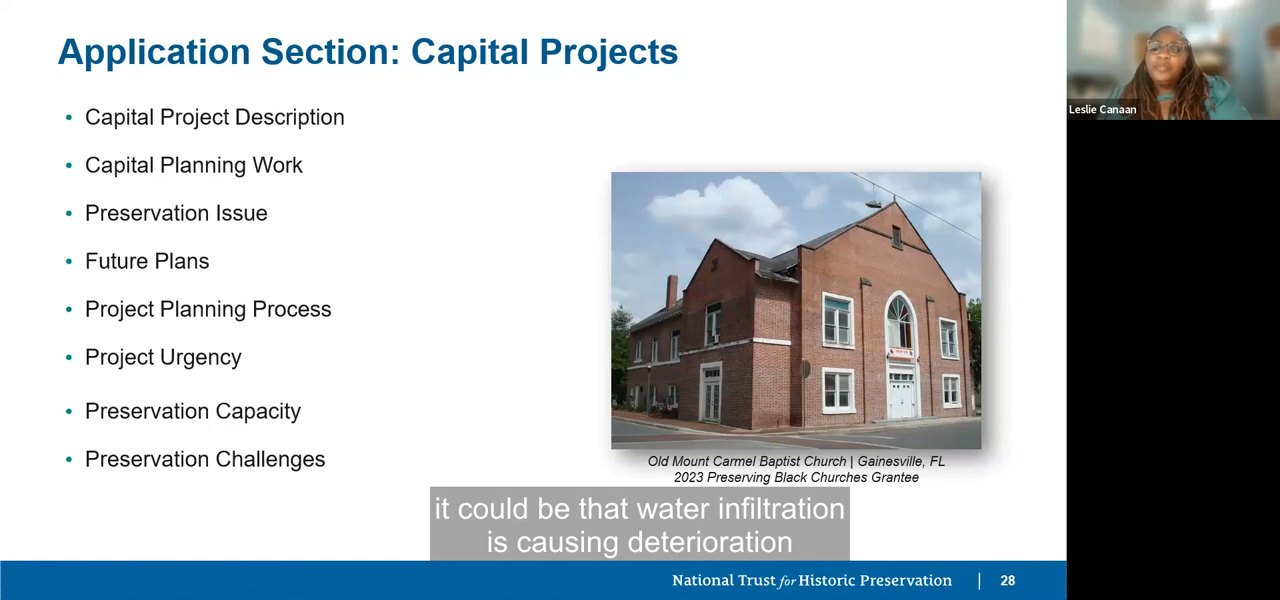 Application Section: Capital Projects
• Capital Project Description
• Capital Planning Work
• Preservation Issue
• Future Plans
• Project Planning Process
• Project Urgency
• Preservation Capacity
• Preservation Challenges
Old Mount Carmel Baptist Church | Gainesville, FL
2023 Preserving Black Churches Grantee
it could be that water infiltration
is causing deterioration
National Trust for Historic Preservation | 28
Leslie Canaan